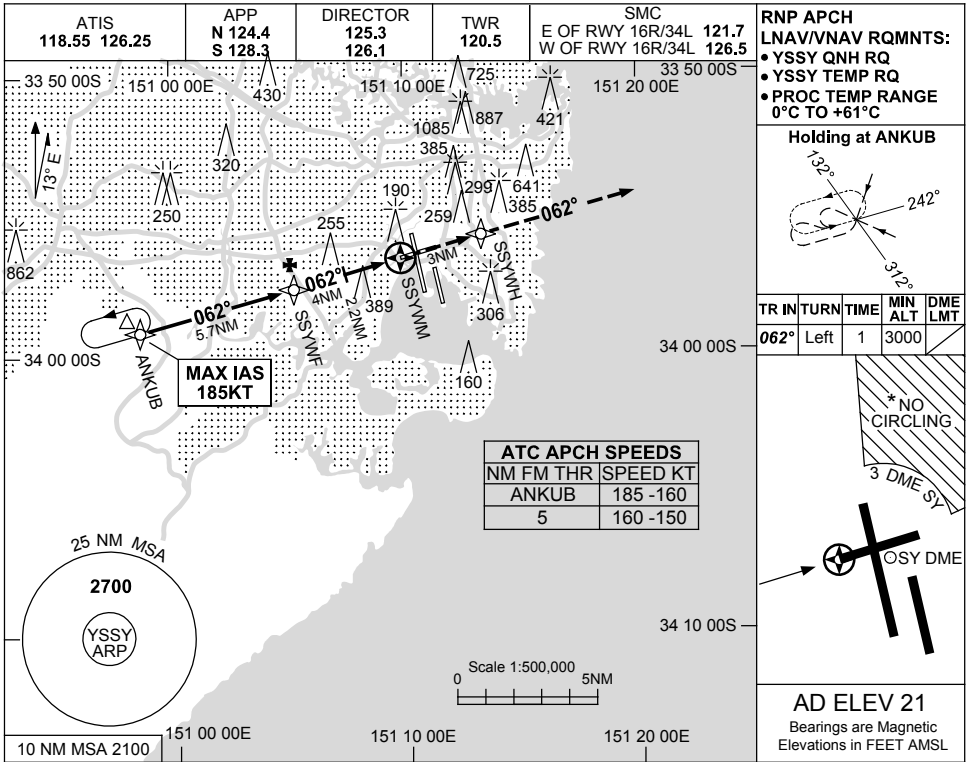 ATIS
118.55 126.25
APP
N 124.4
S 128.3
DIRECTOR
125.3
126.1
TWR
120.5
SMC
E OF RWY 16R/34L 121.7
W OF RWY 16R/34L 126.5
RNP APCH
LNAV/VNAV RQMNTS:
• YSSY QNH RQ
• YSSY TEMP RQ
• PROC TEMP RANGE
0°C TO +61°C
33 50 00S
151 00 00E
151 10 00E
151 20 00E
33 50 00S
430
725
887
1085
421
13° E
320
385
250
190
299
641
259
385
255
862
062°
3NM
062°
4NM
389
2.2NM
062°
5.7NM
306
SSYWH
SSYWM
SSYWF
ANKUB
34 00 00S
34 00 00S
160
MAX IAS
185KT
ATC APCH SPEEDS
NM FM THR SPEED KT
ANKUB 185 -160
5 160 -150
25 NM MSA
2700
YSSY
ARP
34 10 00S
Scale 1:500,000
0 5NM
10 NM MSA 2100
151 00 00E
151 10 00E
151 20 00E
Holding at ANKUB
132°
242°
312°
TR IN TURN TIME MIN ALT DME LMT
062° Left 1 3000
* NO
CIRCLING
3 DME SY
SY DME
AD ELEV 21
Bearings are Magnetic
Elevations in FEET AMSL